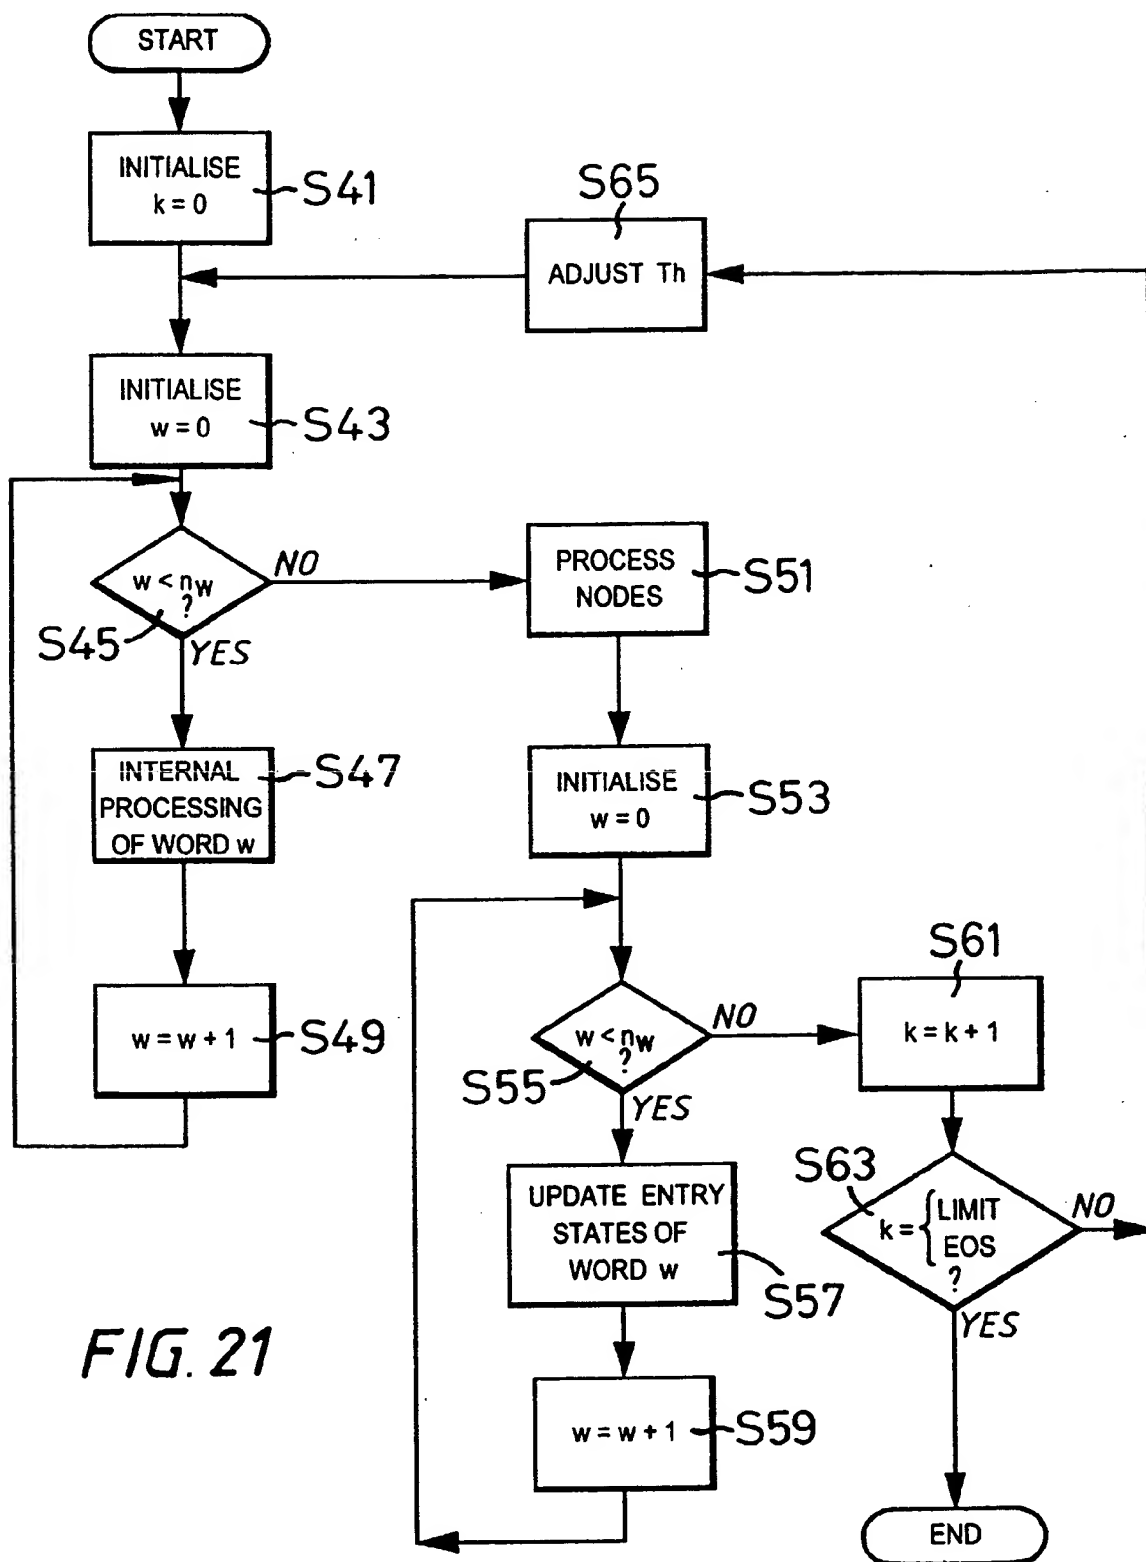 START
INITIALISE
k = 0
S41
S65
ADJUST Th
INITIALISE
w = 0
S43
w < nw
?
S45
NO
YES
PROCESS
NODES
S51
INTERNAL
PROCESSING
OF WORD w
S47
INITIALISE
w = 0
S53
w = w + 1
S49
w < nw
?
S55
NO
YES
S61
k = k + 1
S63
k = { LIMIT
EOS
?
NO
YES
UPDATE ENTRY
STATES OF
WORD w
S57
w = w + 1
S59
END
FIG. 21